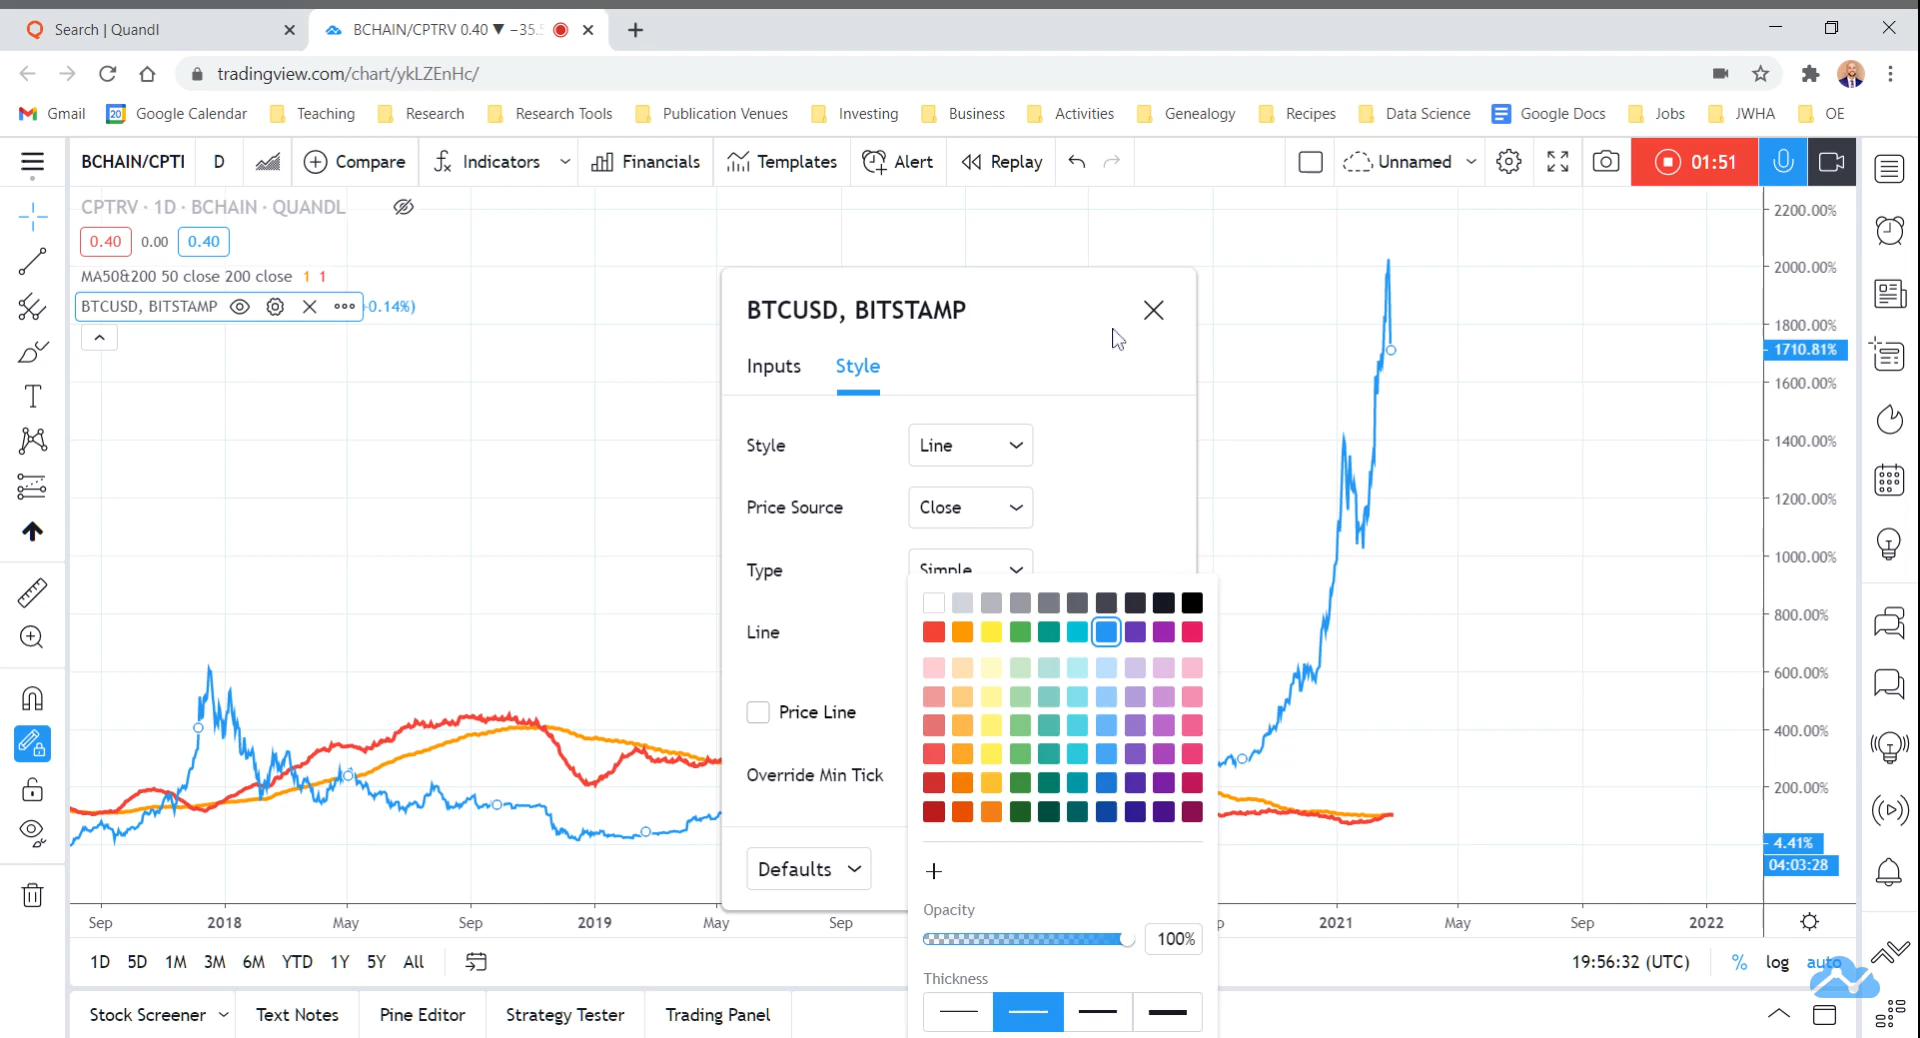 Search | Quandl
BCHAIN/CPTRV 0.40 ▼ −35.5
tradingview.com/chart/ykLZEnHc/
Gmail
20
Google Calendar
Teaching
Research
Research Tools
Publication Venues
Investing
Business
Activities
Genealogy
Recipes
Data Science
Google Docs
Jobs
JWHA
OE
BCHAIN/CPTI
D
Compare
Indicators
Financials
Templates
Alert
Replay
Unnamed
01:51
CPTRV · 1D · BCHAIN · QUANDL
0.40
0.00
0.40
MA50&200 50 close 200 close 1 1
BTCUSD, BITSTAMP
0.14%)
BTCUSD, BITSTAMP
Inputs
Style
Style
Line
Price Source
Close
Type
Simple
Line
Price Line
Override Min Tick
Defaults
Opacity
100%
Thickness
2200.00%
2000.00%
1800.00%
1710.81%
1600.00%
1400.00%
1200.00%
1000.00%
800.00%
600.00%
400.00%
200.00%
4.41%
04:03:28
Sep
2018
May
Sep
2019
May
Sep
p
2021
May
Sep
2022
1D
5D
1M
3M
6M
YTD
1Y
5Y
All
19:56:32 (UTC)
%
log
auto
Stock Screener
Text Notes
Pine Editor
Strategy Tester
Trading Panel